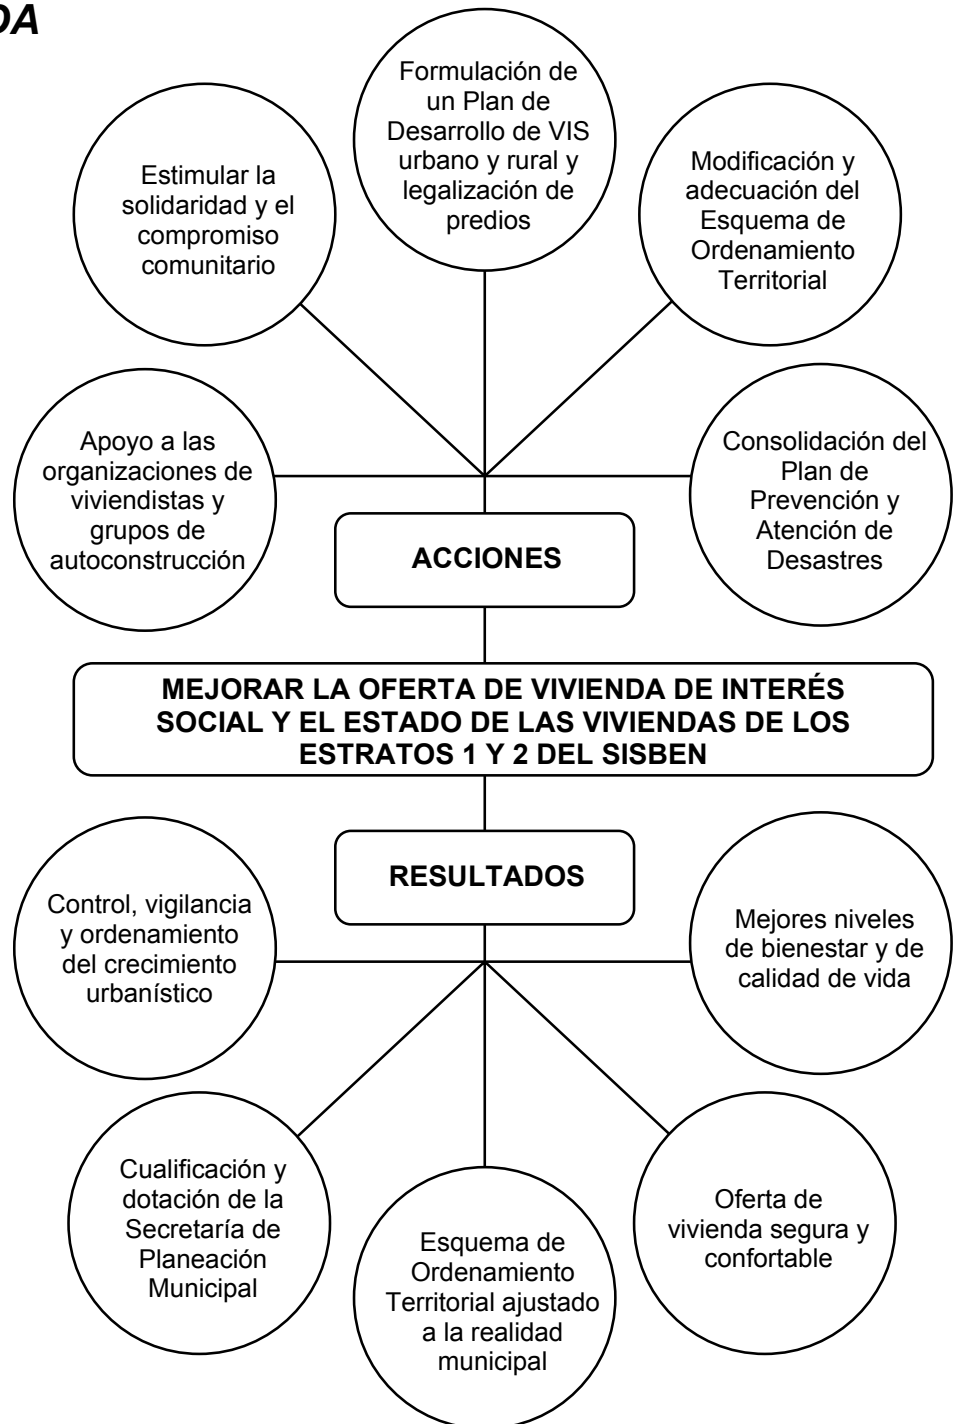 DA
Formulación de
un Plan de
Desarrollo de VIS
urbano y rural y
legalización de
predios
Estimular la
solidaridad y el
compromiso
comunitario
Modificación y
adecuación del
Esquema de
Ordenamiento
Territorial
Apoyo a las
organizaciones de
viviendistas y
grupos de
autoconstrucción
Consolidación del
Plan de
Prevención y
Atención de
Desastres
ACCIONES
MEJORAR LA OFERTA DE VIVIENDA DE INTERÉS
SOCIAL Y EL ESTADO DE LAS VIVIENDAS DE LOS
ESTRATOS 1 Y 2 DEL SISBEN
RESULTADOS
Control, vigilancia
y ordenamiento
del crecimiento
urbanístico
Mejores niveles
de bienestar y de
calidad de vida
Cualificación y
dotación de la
Secretaría de
Planeación
Municipal
Esquema de
Ordenamiento
Territorial ajustado
a la realidad
municipal
Oferta de
vivienda segura y
confortable